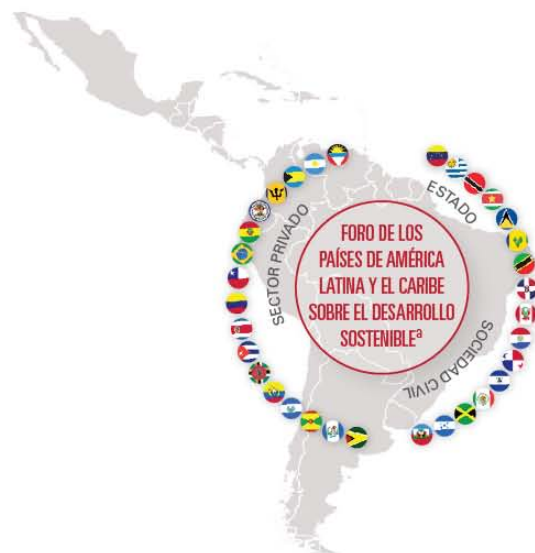 FORO DE LOS
PAÍSES DE AMÉRICA
LATINA Y EL CARIBE
SOBRE EL DESARROLLO
SOSTENIBLEª
SECTOR PRIVADO
ESTADO
SOCIEDAD CIVIL